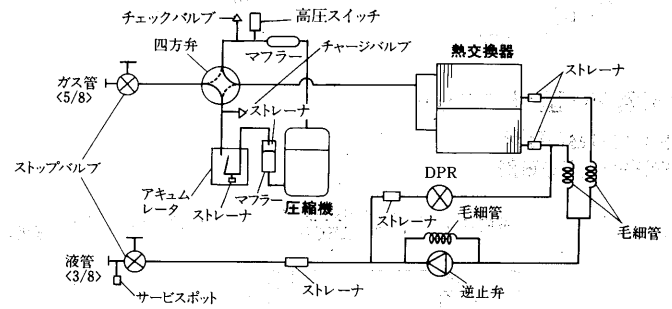 チェックバルブ
高圧スイッチ
四方弁
マフラー
チャージバルブ
熱交換器
ストレーナ
ガス管
<5/8>
ストレーナ
ストップバルブ
DPR
アキュム
レータ
ストレーナ
マフラー
圧縮機
ストレーナ
毛細管
毛細管
液管
<3/8>
サービスポット
ストレーナ
逆止弁